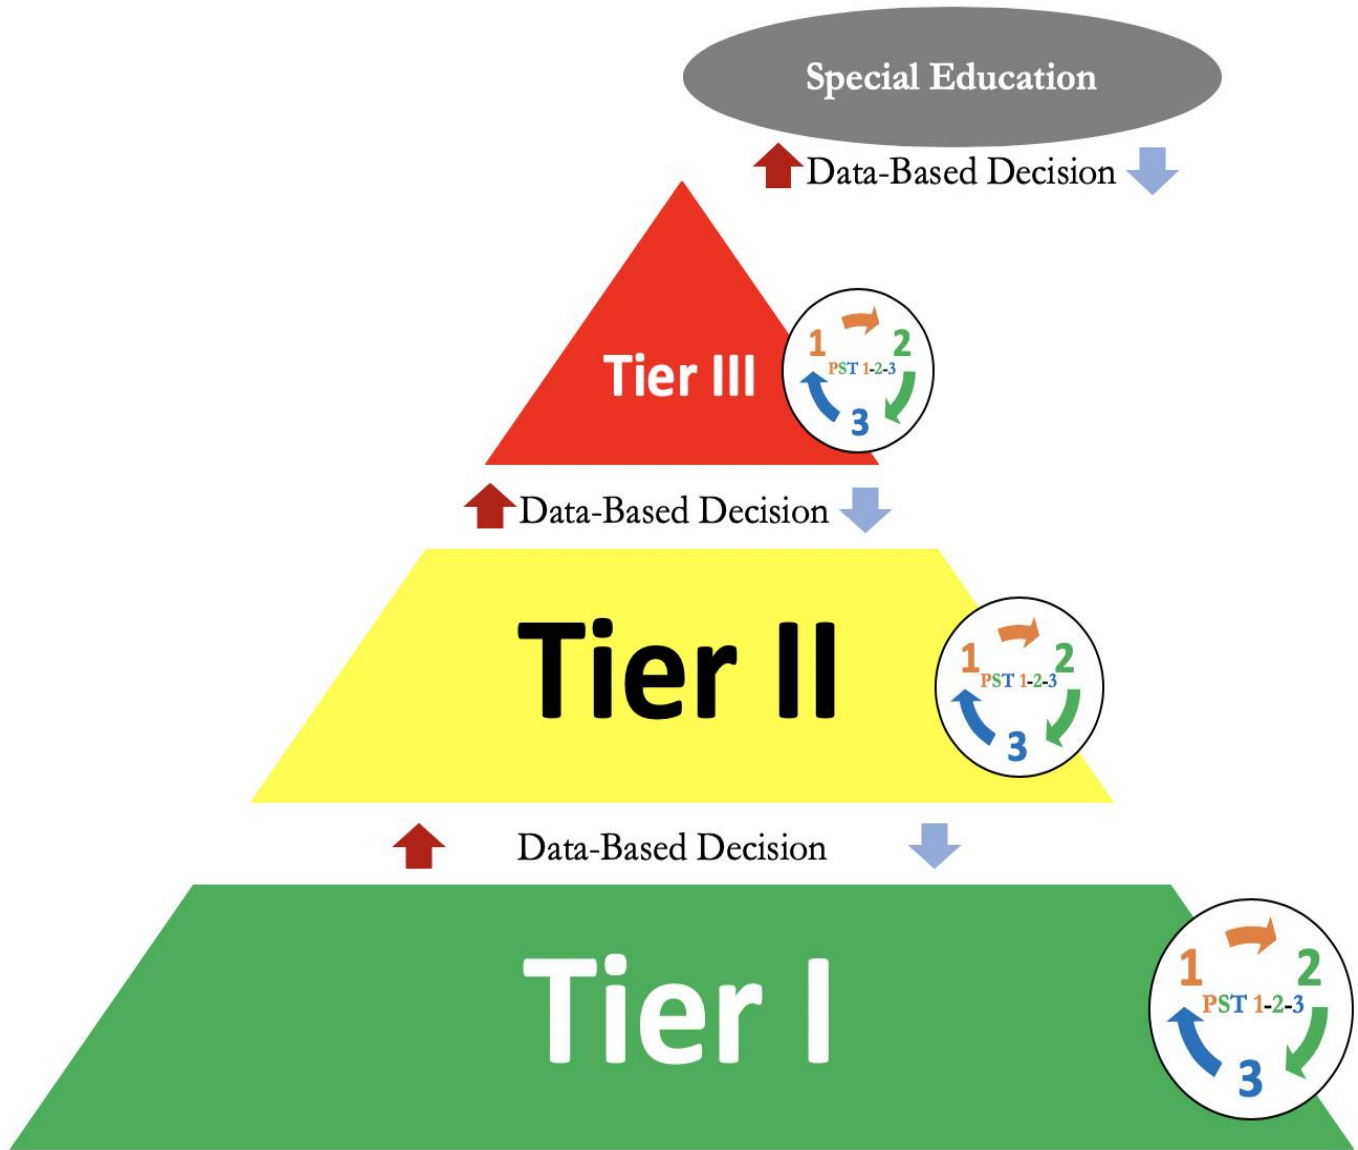 Special Education
Data-Based Decision
Tier III
1 2
PST 1-2-3
3
Data-Based Decision
Tier II
1 2
PST 1-2-3
3
Data-Based Decision
Tier I
1 2
PST 1-2-3
3